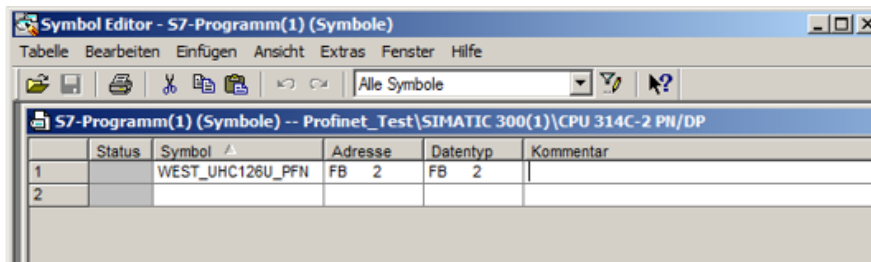 Symbol Editor - S7-Programm(1) (Symbole)
Tabelle Bearbeiten Einfügen Ansicht Extras Fenster Hilfe
Alle Symbole
S7-Programm(1) (Symbole) -- Profinet_Test\SIMATIC 300(1)\CPU 314C-2 PN/DP
Status Symbol Adresse Datentyp Kommentar
1 WEST_UHC126U_PFN FB 2 FB 2
2